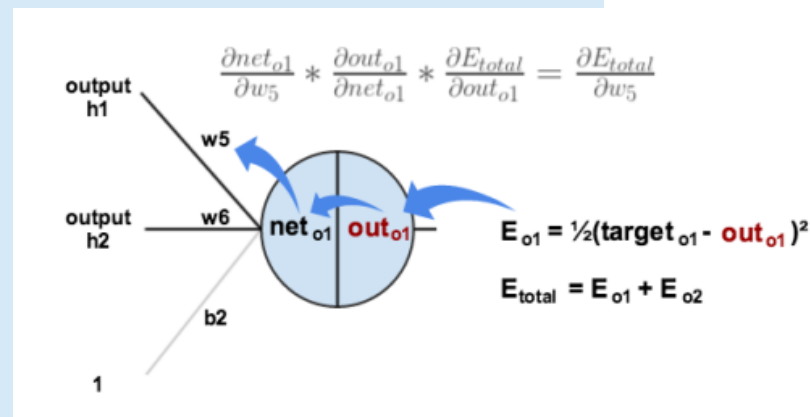 ∂net_o1/∂w5 * ∂out_o1/∂net_o1 * ∂E_total/∂out_o1 = ∂E_total/∂w5
output
h1
w5
output
h2
w6
net o1 out o1
E o1 = ½(target o1 - out o1 )²
E total = E o1 + E o2
b2
1